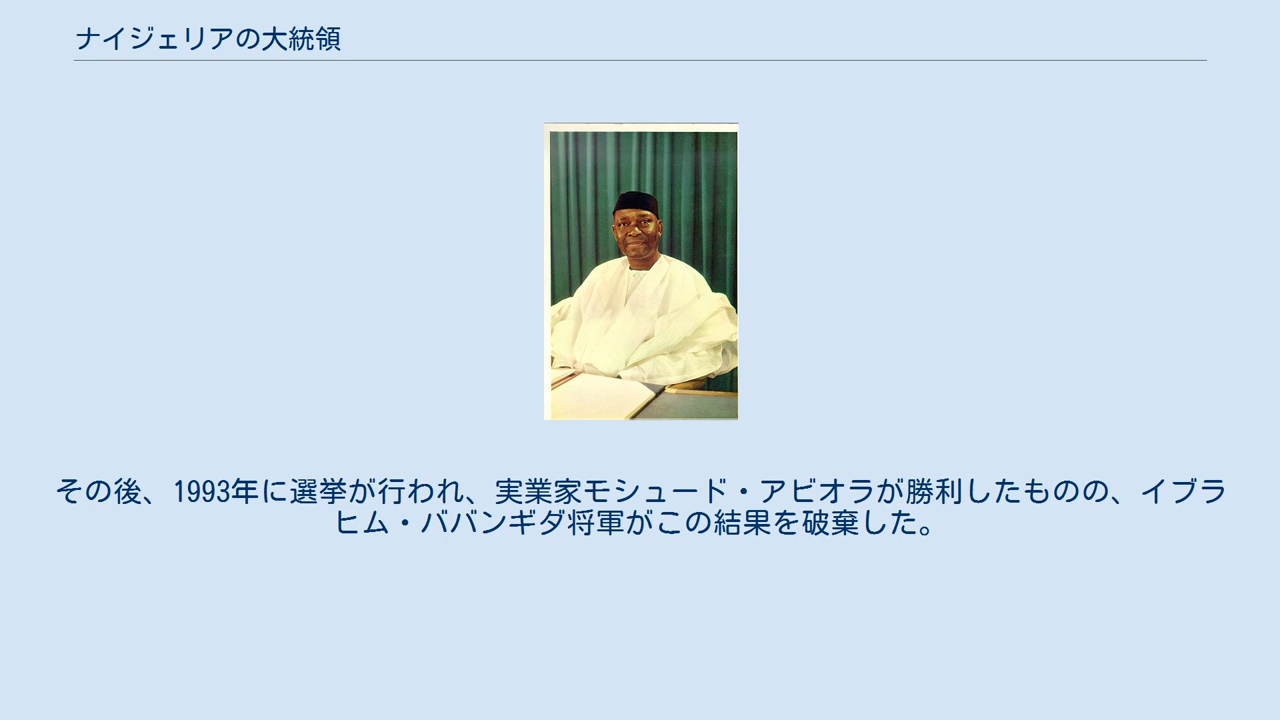 ナイジェリアの大統領
その後、1993年に選挙が行われ、実業家モシュード・アビオラが勝利したものの、イブラ
ヒム・ババンギダ将軍がこの結果を破棄した。